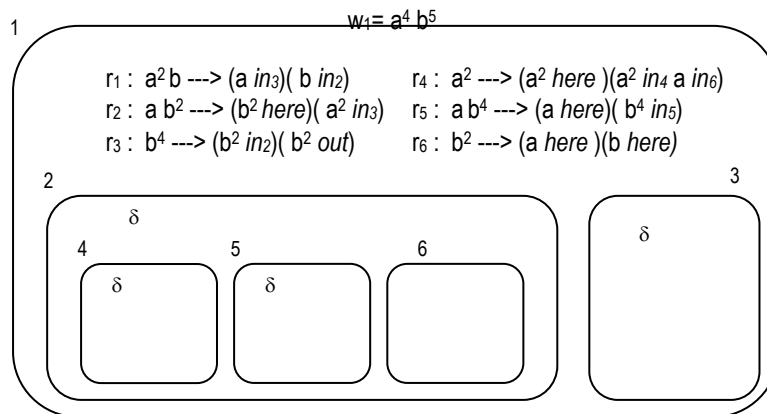 1 w₁= a⁴ b⁵
r₁ : a² b ---> (a in₃)( b in₂) r₄ : a² ---> (a² here )(a² in₄ a in₆)
r₂ : a b² ---> (b² here)( a² in₃) r₅ : a b⁴ ---> (a here)( b⁴ in₅)
r₃ : b⁴ ---> (b² in₂)( b² out) r₆ : b² ---> (a here )(b here)
2 3
δ δ
4 5 6
δ δ